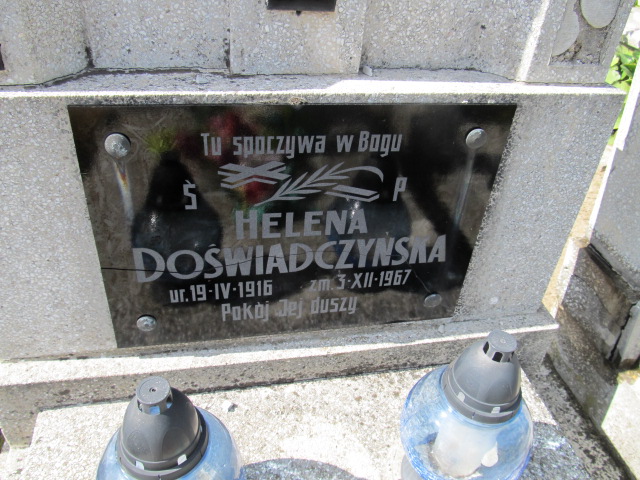 Tu spoczywa w Bogu
Ś P
HELENA
DOŚWIADCZYŃSKA
ur. 19·IV·1916 zm. 3·XII·1967
Pokój Jej duszy